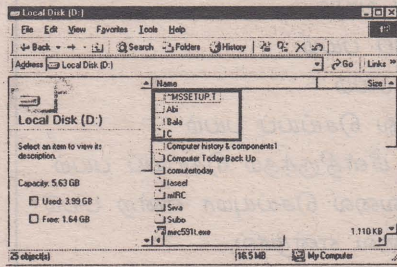 Local Disk (D:)
File Edit View Favorites Tools Help
Back Search Folders History
Address Local Disk (D:) Go Links »
Name Size
~MSSETUP.T
Abi
Bala
C
Computer history & components1
Computer Today Back Up
comutertoday
laseef
mIRC
Siva
Subo
mirc591t.exe 1,110 KB
Local Disk (D:)
Select an item to view its
description.
Capacity: 5.63 GB
Used: 3.99 GB
Free: 1.64 GB
25 object(s) 16.5 MB My Computer